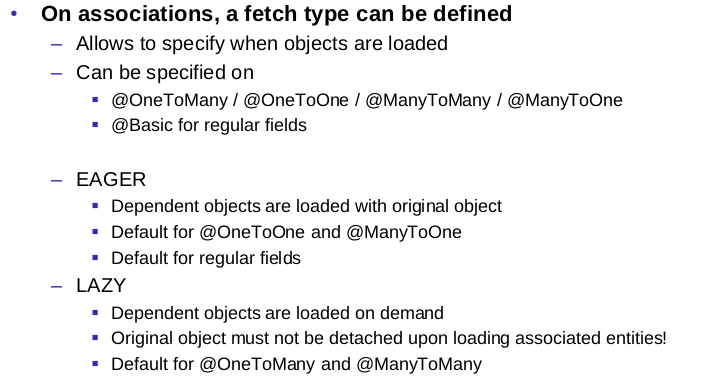 • On associations, a fetch type can be defined
– Allows to specify when objects are loaded
– Can be specified on
▪ @OneToMany / @OneToOne / @ManyToMany / @ManyToOne
▪ @Basic for regular fields
– EAGER
▪ Dependent objects are loaded with original object
▪ Default for @OneToOne and @ManyToOne
▪ Default for regular fields
– LAZY
▪ Dependent objects are loaded on demand
▪ Original object must not be detached upon loading associated entities!
▪ Default for @OneToMany and @ManyToMany